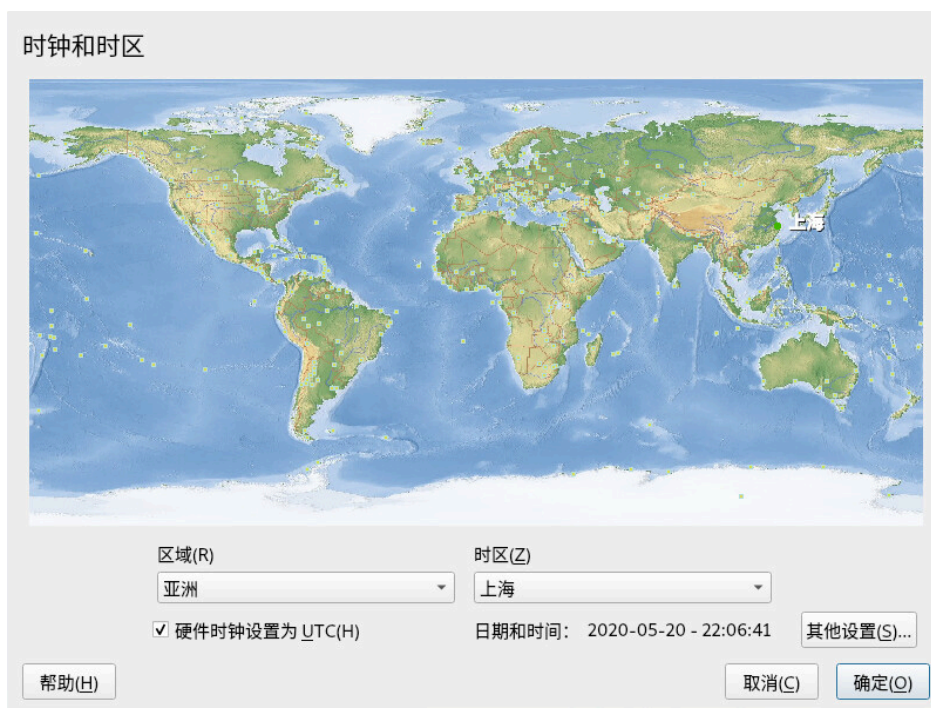 时钟和时区
上海
区域(R)
时区(Z)
亚洲
上海
硬件时钟设置为 UTC(H)
日期和时间： 2020-05-20 - 22:06:41
其他设置(S)...
帮助(H)
取消(C)
确定(O)